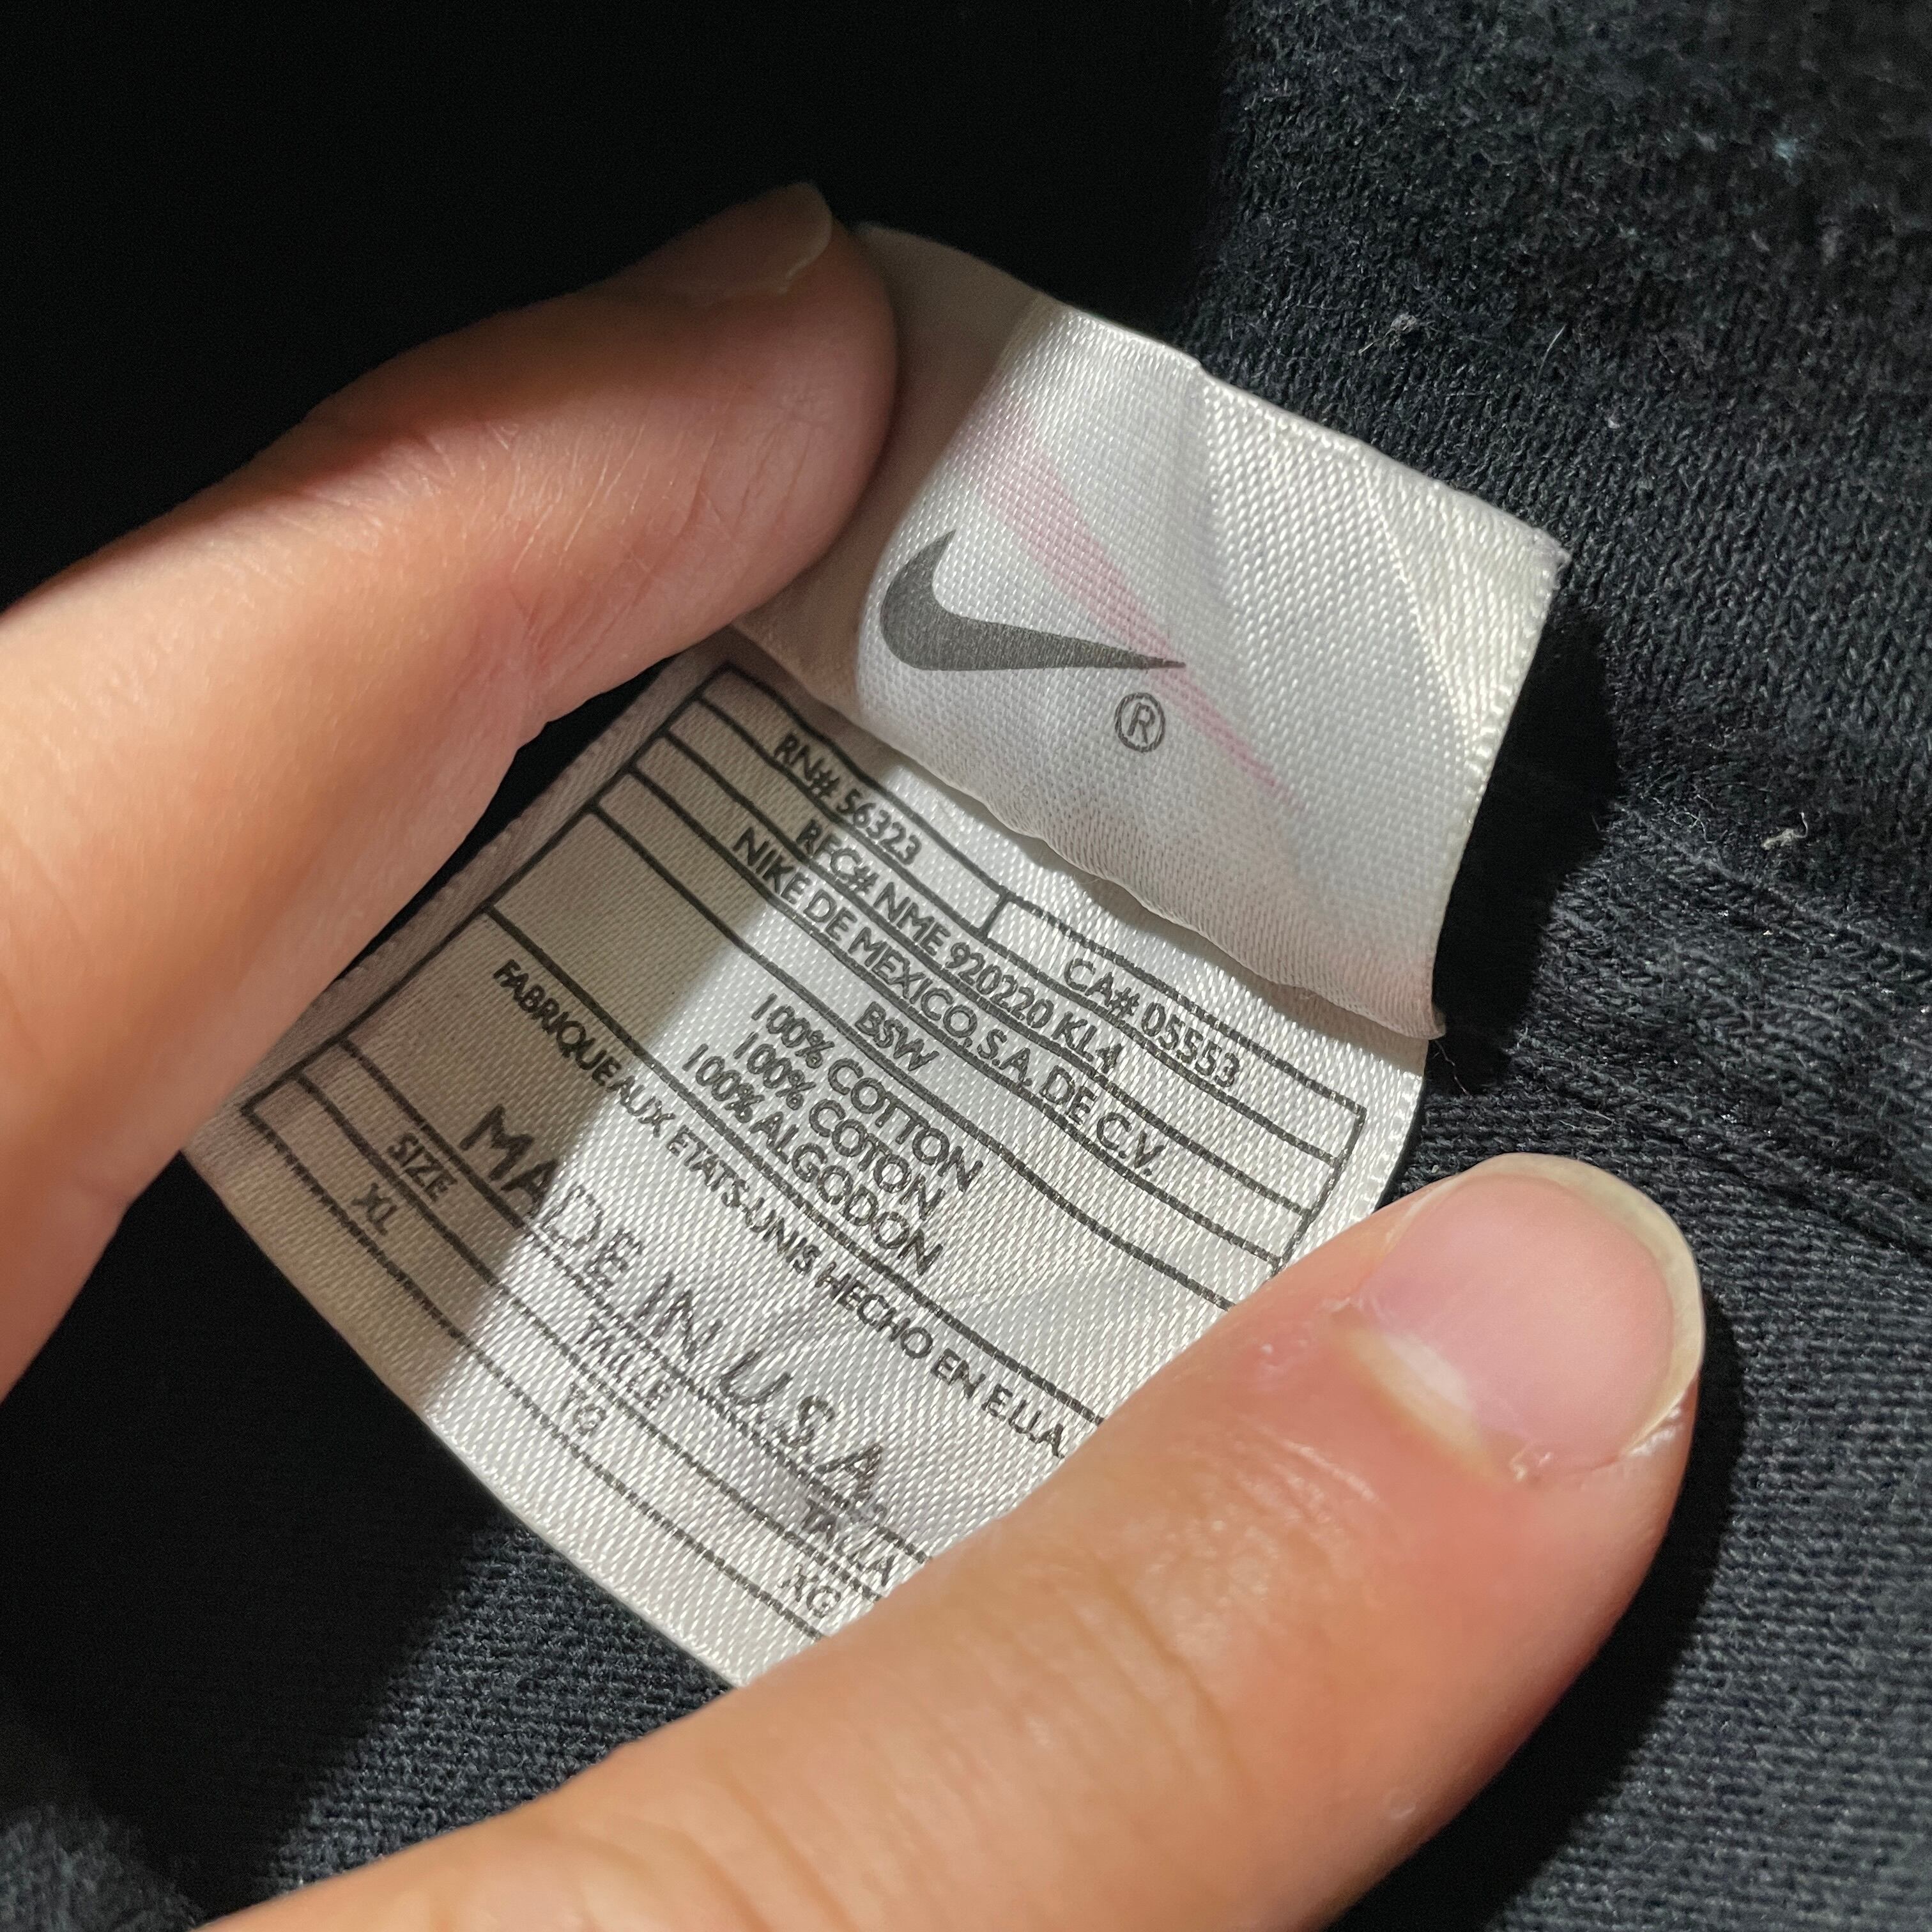 ®
RN# 56323 CA# 05553
RFC# NME 920220 KL4
NIKE DE MEXICO,S.A. DE C.V.
BSW
100% COTTON
100% COTON
100% ALGODON
FABRIQUE AUX ETATS-UNIS HECHO EN E.U.A.
MADE IN U.S.A.
SIZE TAILLE TALLA
XL TG XG